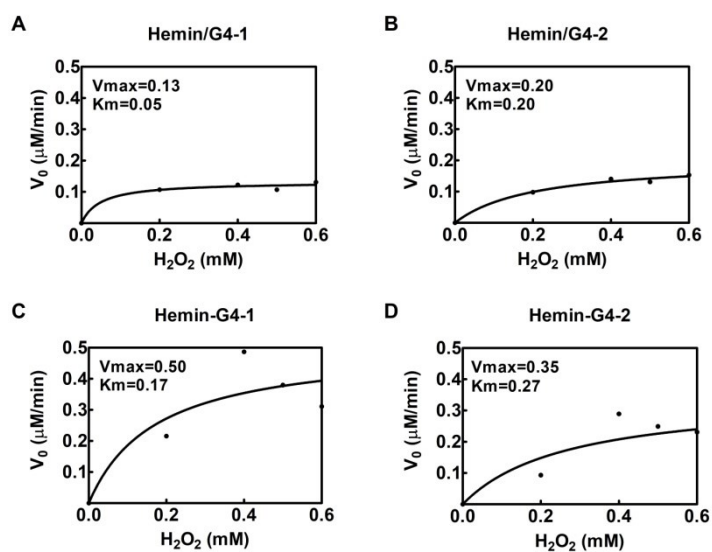 A
Hemin/G4-1
V0 (µM/min)
0.5
0.4
0.3
0.2
0.1
Vmax=0.13
Km=0.05
0.0
0.2
0.4
0.6
H2O2 (mM)
B
Hemin/G4-2
V0 (µM/min)
0.5
0.4
0.3
0.2
0.1
Vmax=0.20
Km=0.20
0.0
0.2
0.4
0.6
H2O2 (mM)
C
Hemin-G4-1
V0 (µM/min)
0.5
0.4
0.3
0.2
0.1
Vmax=0.50
Km=0.17
0.0
0.2
0.4
0.6
H2O2 (mM)
D
Hemin-G4-2
V0 (µM/min)
0.5
0.4
0.3
0.2
0.1
Vmax=0.35
Km=0.27
0.0
0.2
0.4
0.6
H2O2 (mM)